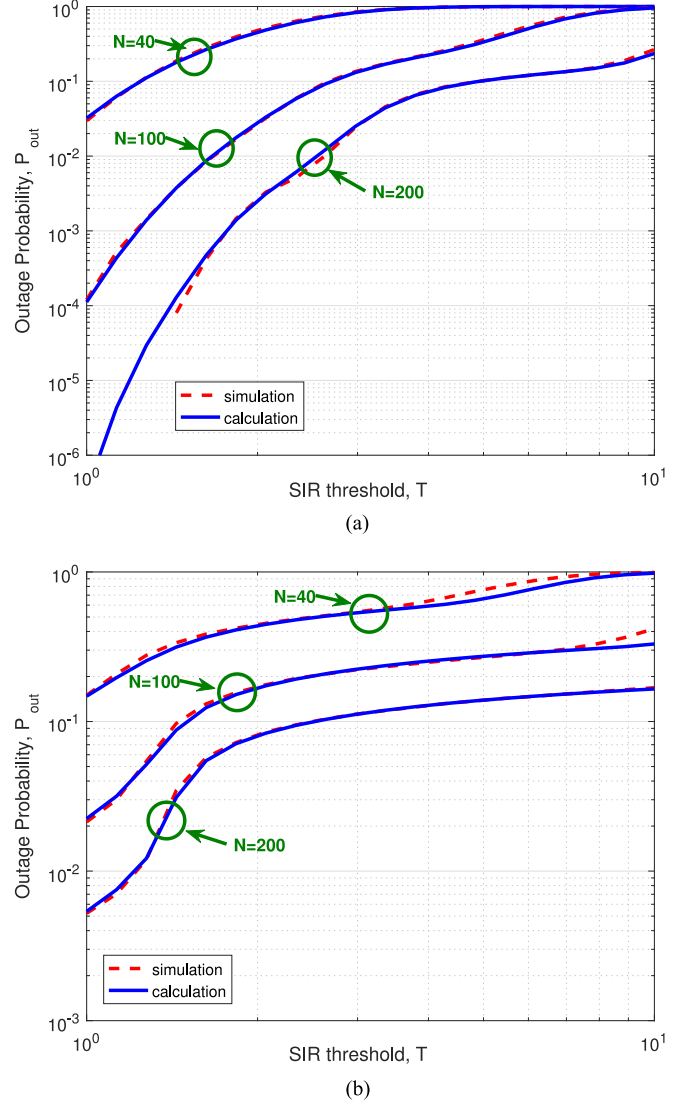 10^0
10^-1
10^-2
10^-3
10^-4
10^-5
10^-6
Outage Probability, P_out
N=40
N=100
N=200
simulation
calculation
10^0
10^1
SIR threshold, T
(a)
10^0
10^-1
10^-2
10^-3
Outage Probability, P_out
N=40
N=100
N=200
simulation
calculation
10^0
10^1
SIR threshold, T
(b)